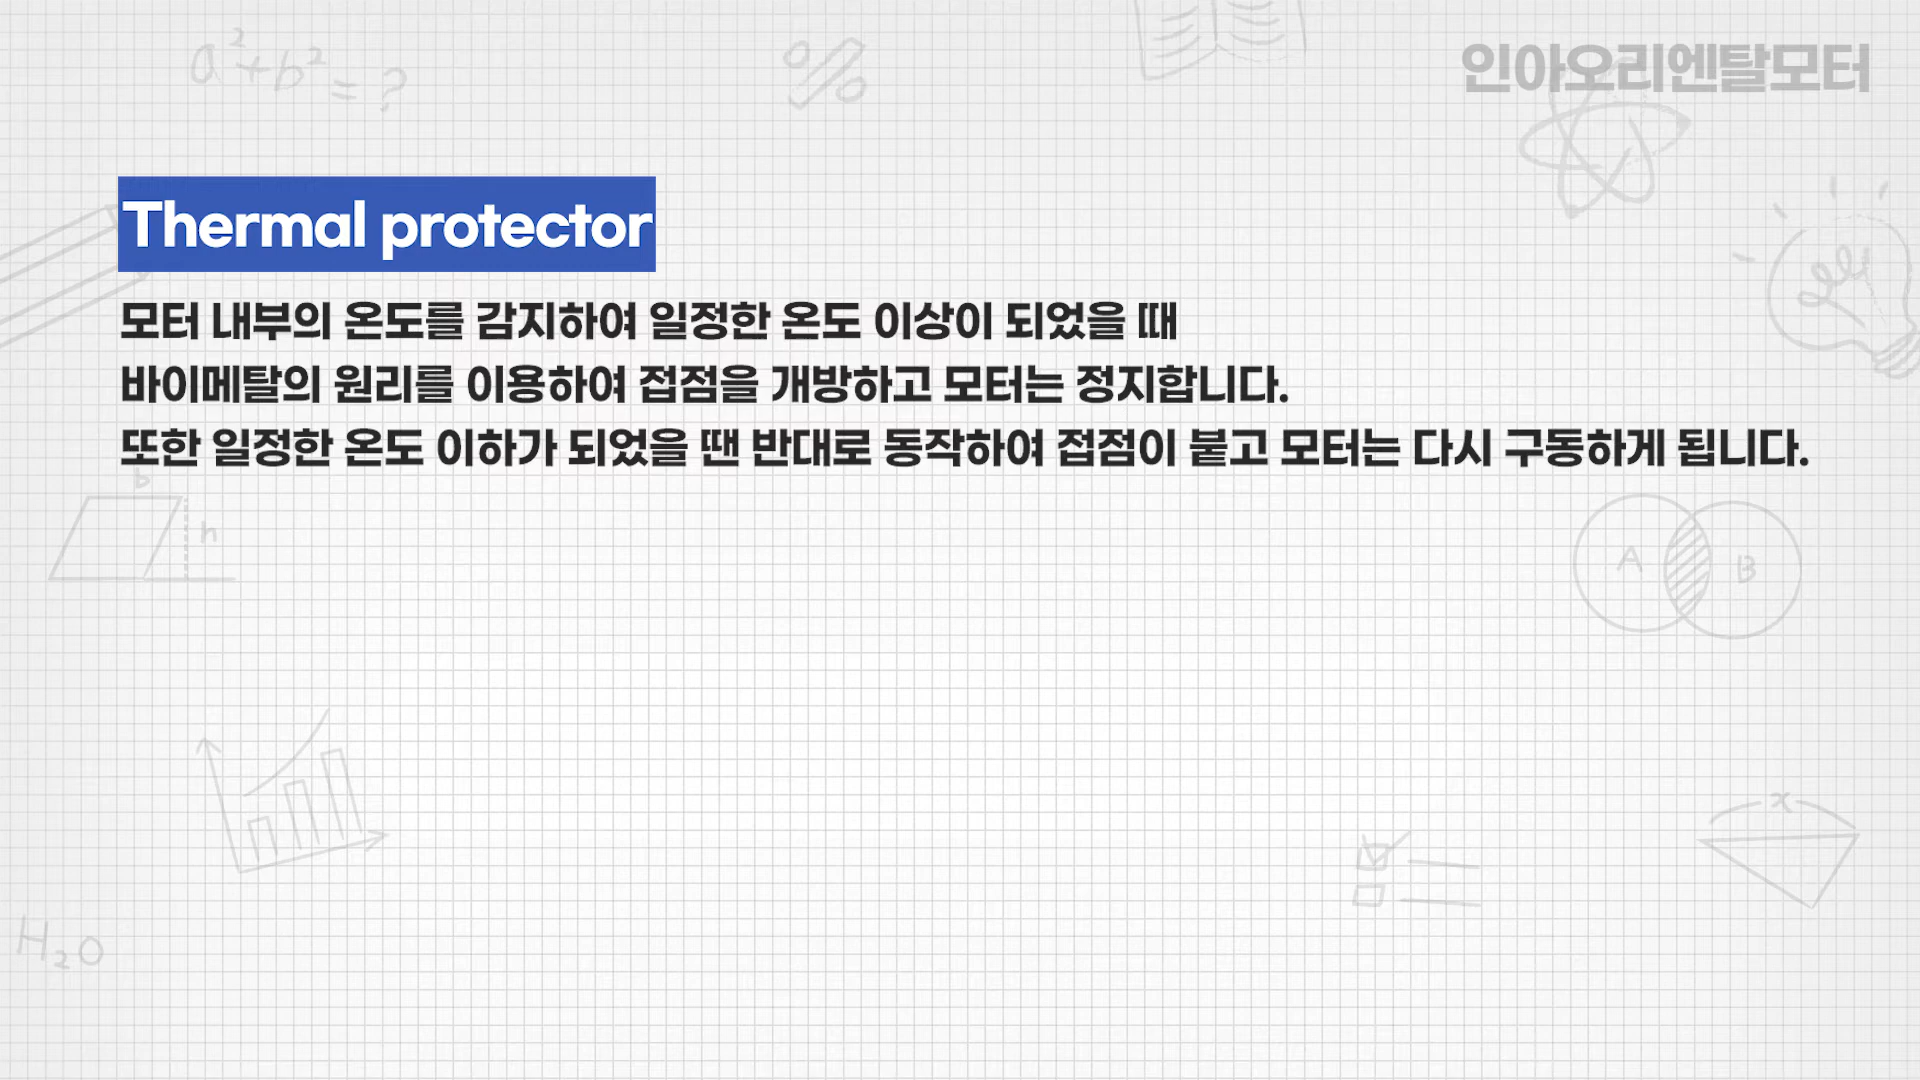 a²+b²=?
%
인아오리엔탈모터
Thermal protector
모터 내부의 온도를 감지하여 일정한 온도 이상이 되었을 때
바이메탈의 원리를 이용하여 접점을 개방하고 모터는 정지합니다.
또한 일정한 온도 이하가 되었을 땐 반대로 동작하여 접점이 붙고 모터는 다시 구동하게 됩니다.
b
h
A B
x
H₂O